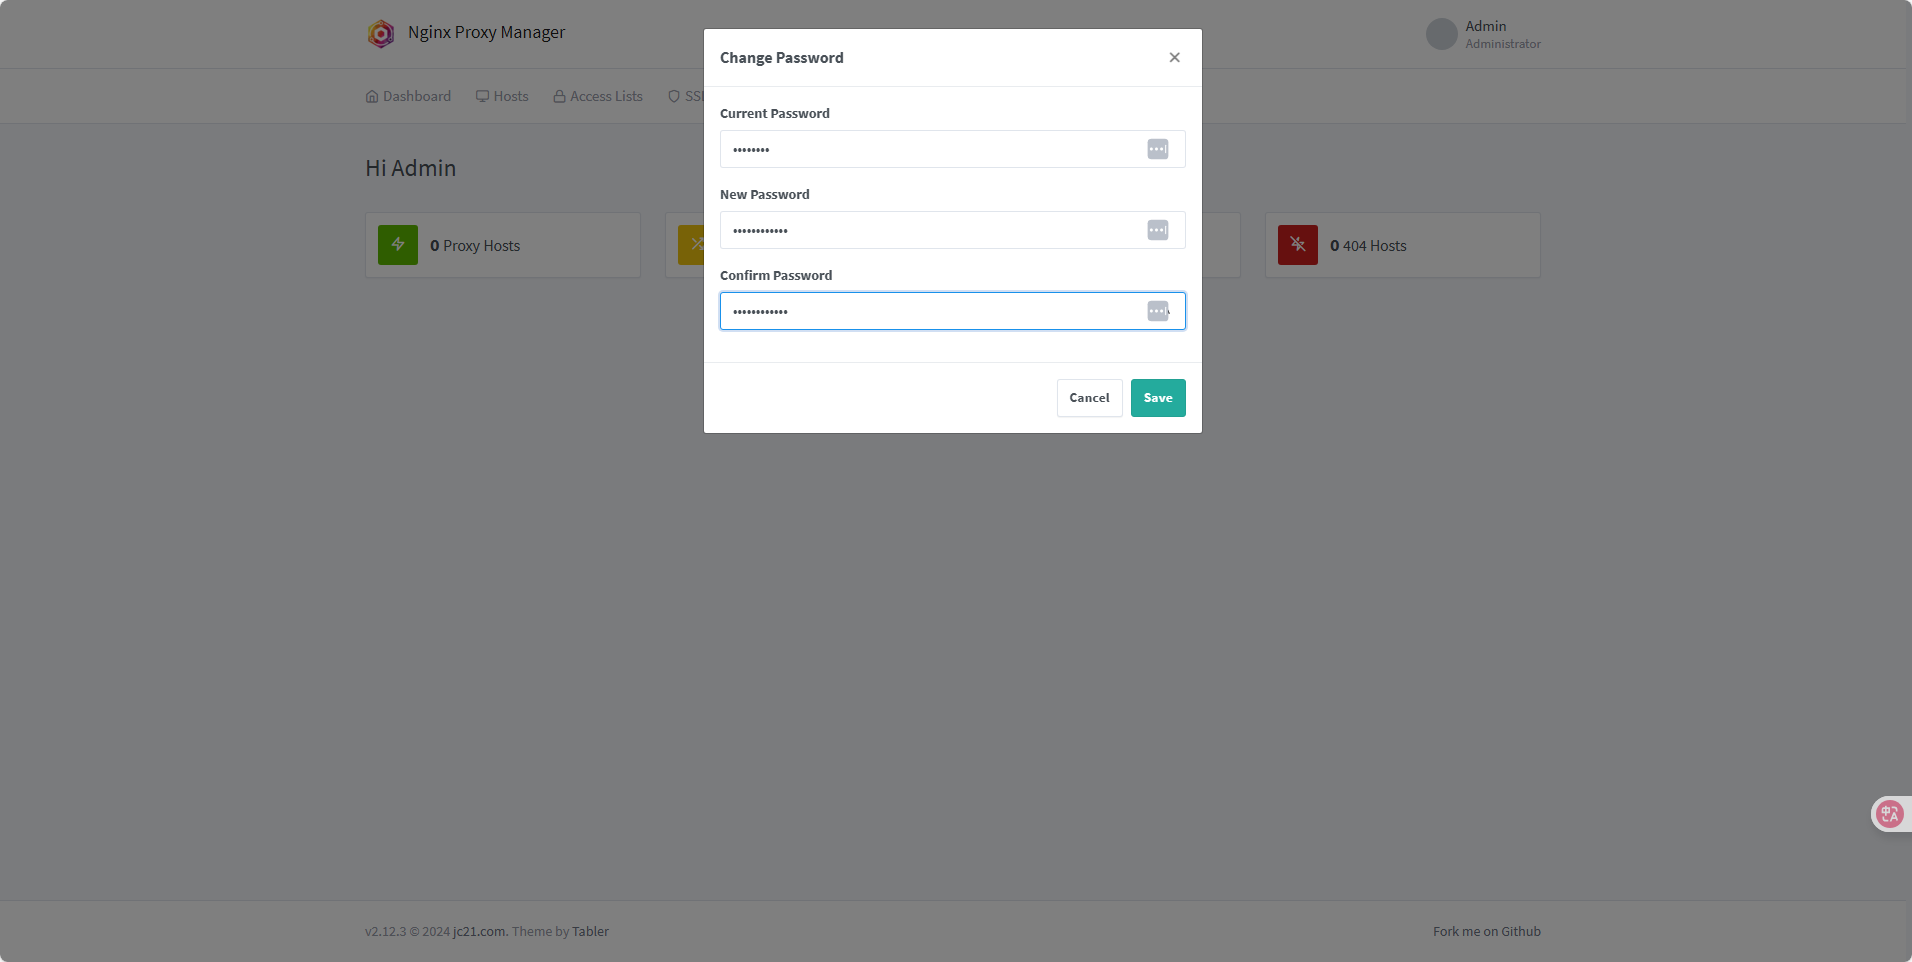 Nginx Proxy Manager
Admin
Administrator
Dashboard
Hosts
Access Lists
Hi Admin
0 Proxy Hosts
0 404 Hosts
Change Password
Current Password
••••••••
New Password
••••••••••••
Confirm Password
••••••••••••
Cancel
Save
v2.12.3 © 2024 jc21.com. Theme by Tabler
Fork me on Github